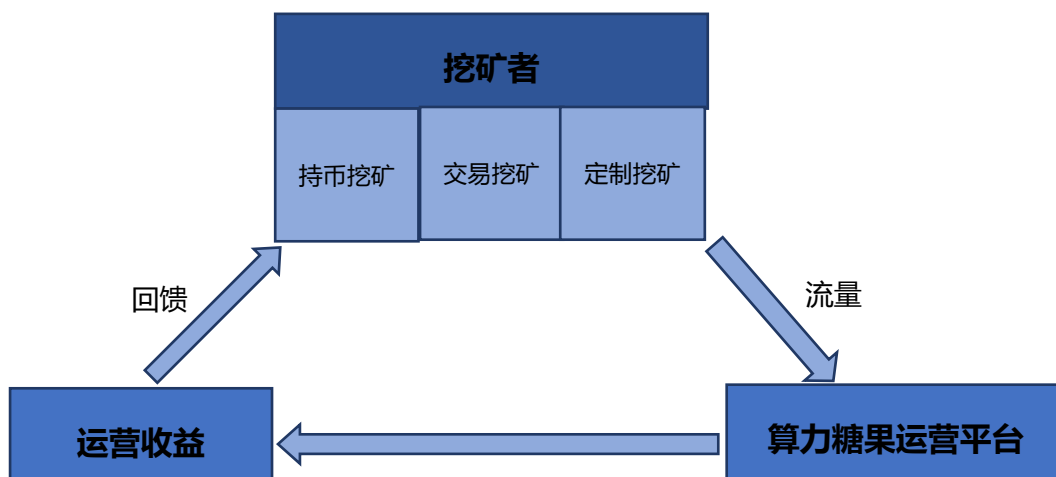 挖矿者
持币挖矿
交易挖矿
定制挖矿
回馈
流量
运营收益
算力糖果运营平台